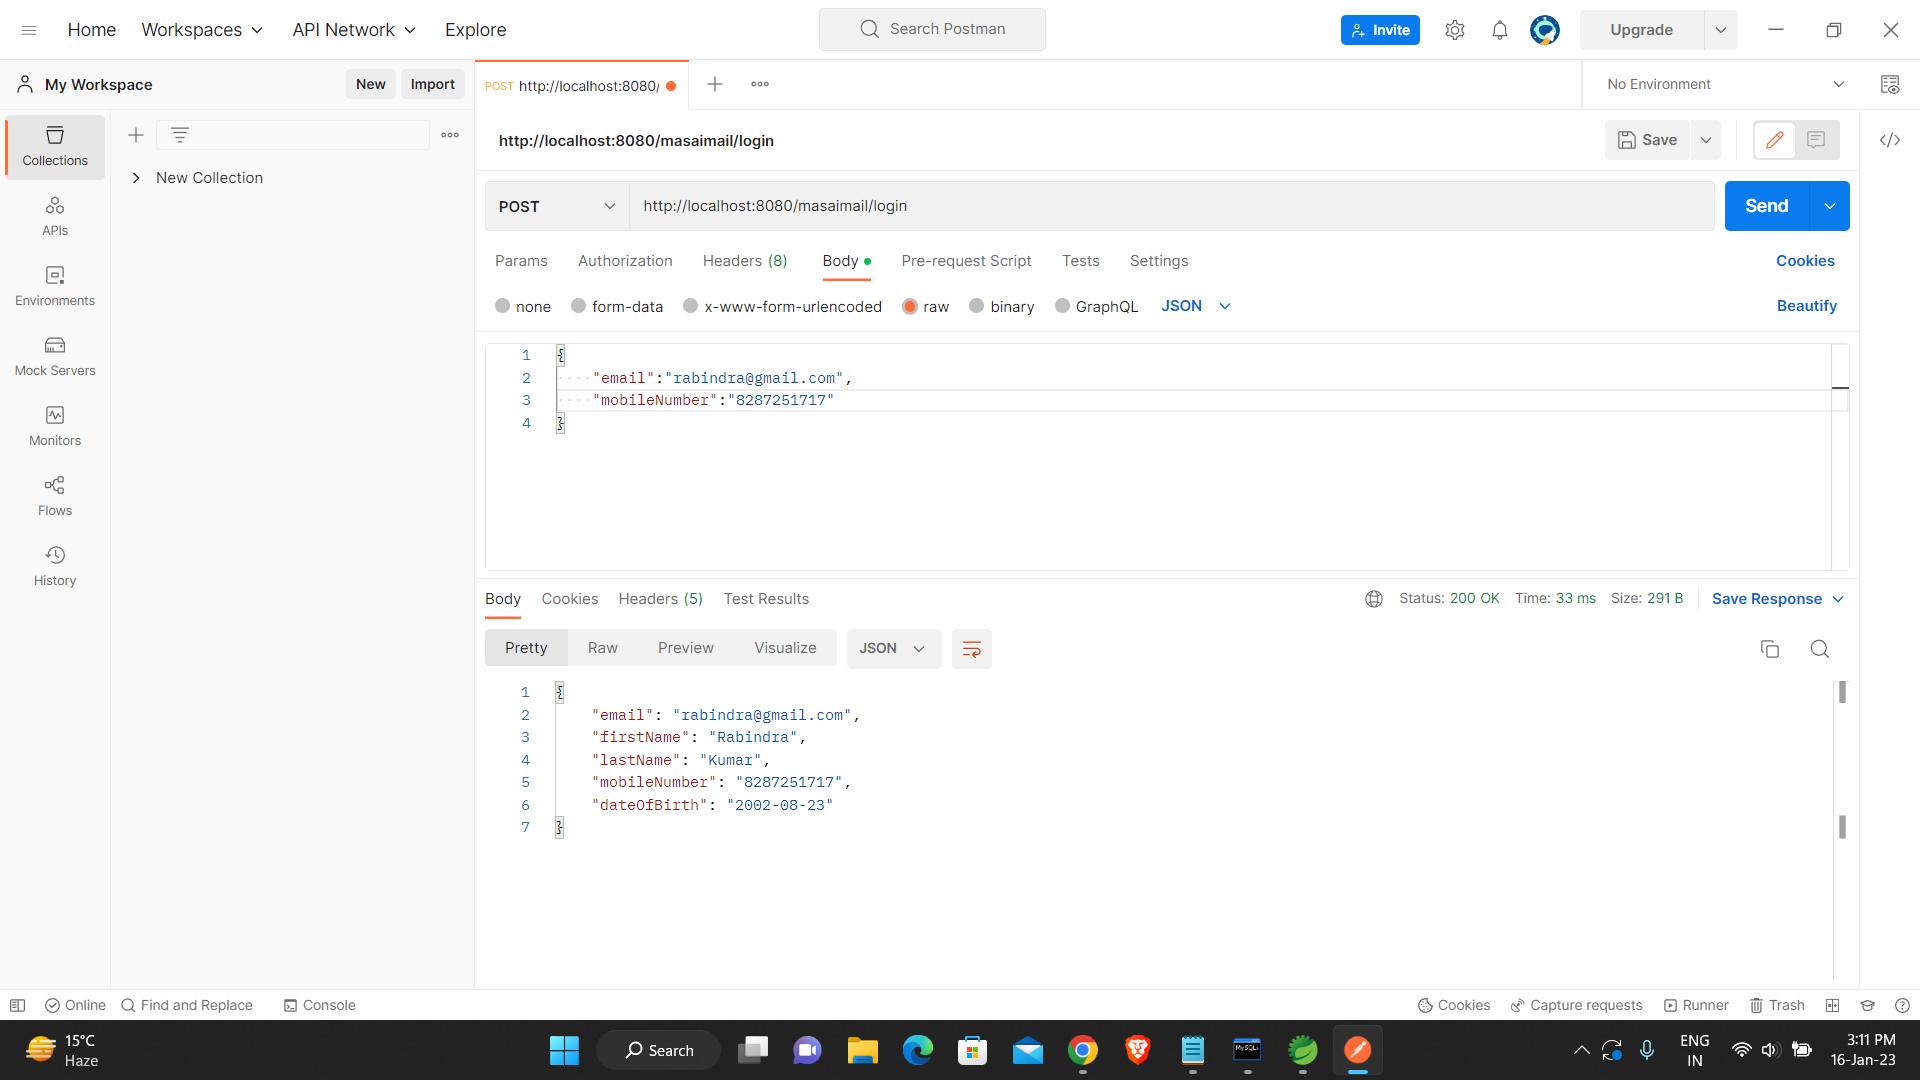 Home
Workspaces
API Network
Explore
Search Postman
Invite
Upgrade
My Workspace
New
Import
POST http://localhost:8080/
No Environment
Collections
APIs
Environments
Mock Servers
Monitors
Flows
History
New Collection
http://localhost:8080/masaimail/login
Save
POST
http://localhost:8080/masaimail/login
Send
Params
Authorization
Headers (8)
Body
Pre-request Script
Tests
Settings
Cookies
none
form-data
x-www-form-urlencoded
raw
binary
GraphQL
JSON
Beautify
1 {
2 "email":"rabindra@gmail.com",
3 "mobileNumber":"8287251717"
4 }
Body
Cookies
Headers (5)
Test Results
Status: 200 OK
Time: 33 ms
Size: 291 B
Save Response
Pretty
Raw
Preview
Visualize
JSON
1 {
2 "email": "rabindra@gmail.com",
3 "firstName": "Rabindra",
4 "lastName": "Kumar",
5 "mobileNumber": "8287251717",
6 "dateOfBirth": "2002-08-23"
7 }
Online
Find and Replace
Console
Cookies
Capture requests
Runner
Trash
15°C
Haze
Search
MySQL
ENG
IN
3:11 PM
16-Jan-23